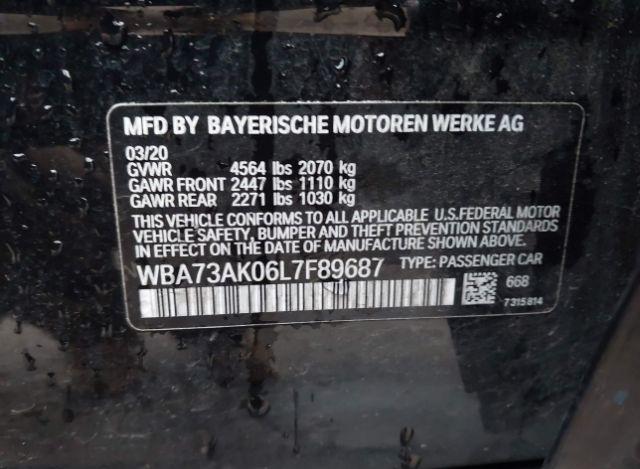 MFD BY BAYERISCHE MOTOREN WERKE AG
03/20
GVWR 4564 lbs 2070 kg
GAWR FRONT 2447 lbs 1110 kg
GAWR REAR 2271 lbs 1030 kg
THIS VEHICLE CONFORMS TO ALL APPLICABLE U.S.FEDERAL MOTOR
VEHICLE SAFETY, BUMPER AND THEFT PREVENTION STANDARDS
IN EFFECT ON THE DATE OF MANUFACTURE SHOWN ABOVE.
WBA73AK06L7F89687 TYPE: PASSENGER CAR
668
7315814